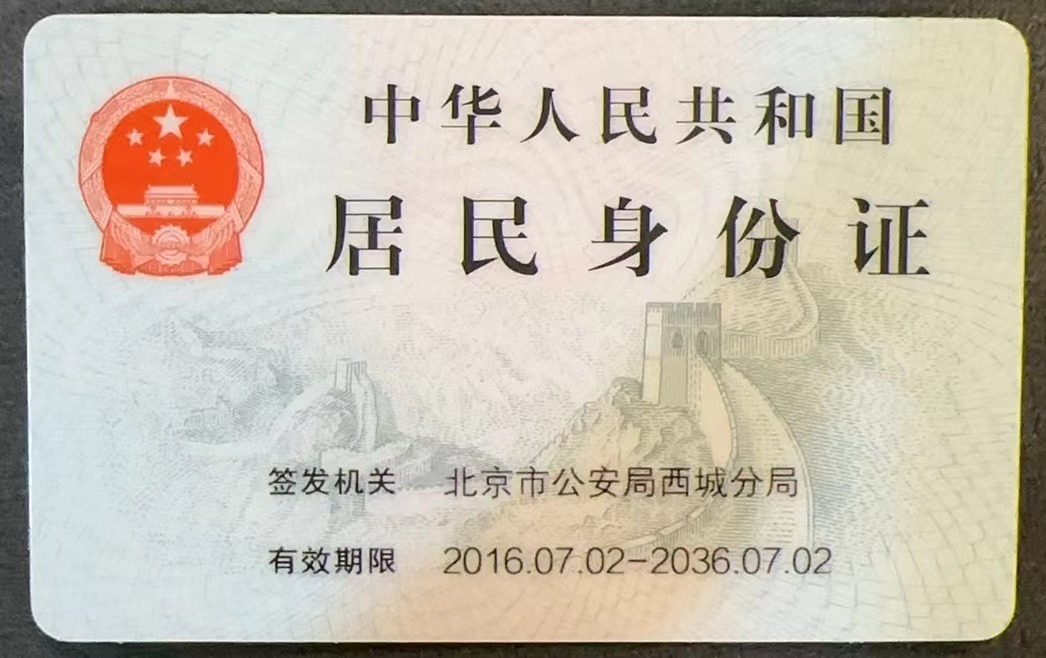 中华人民共和国
居民身份证
签发机关 北京市公安局西城分局
有效期限 2016.07.02-2036.07.02